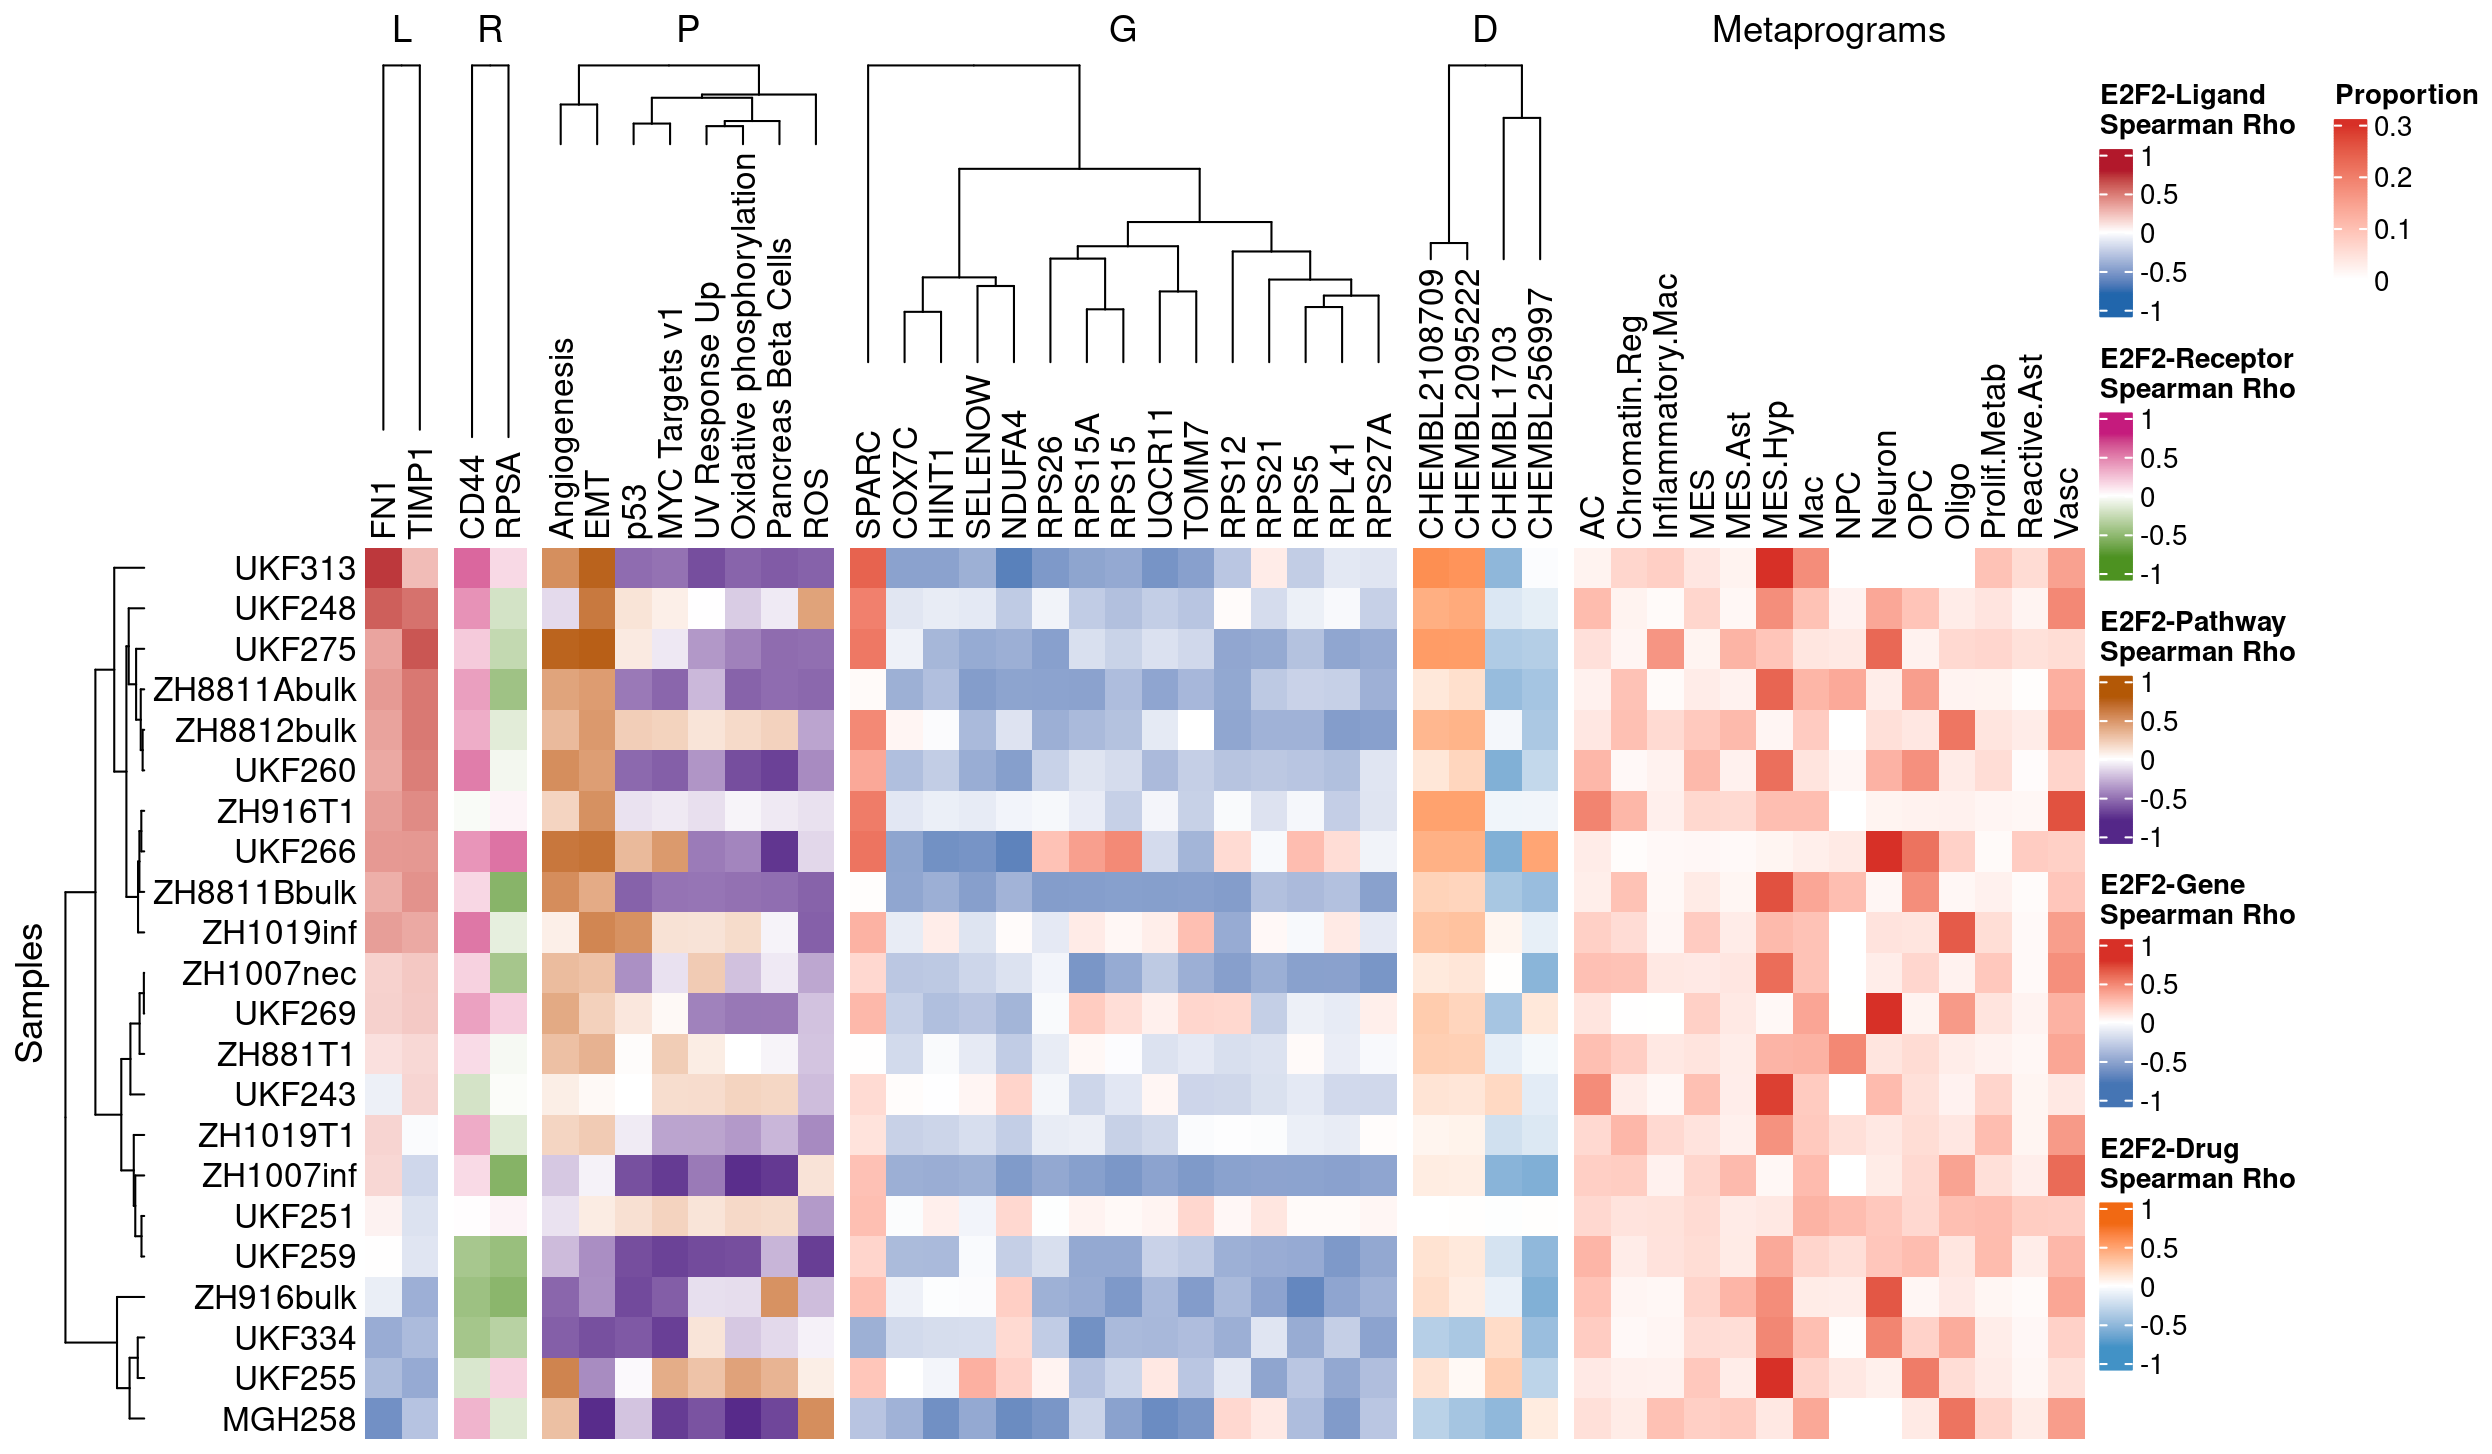 L R P G D Metaprograms
FN1
TIMP1
CD44
RPSA
Angiogenesis
EMT
p53
MYC Targets v1
UV Response Up
Oxidative phosphorylation
Pancreas Beta Cells
ROS
SPARC
COX7C
HINT1
SELENOW
NDUFA4
RPS26
RPS15A
RPS15
UQCR11
TOMM7
RPS12
RPS21
RPS5
RPL41
RPS27A
CHEMBL2108709
CHEMBL2095222
CHEMBL1703
CHEMBL256997
AC
Chromatin.Reg
Inflammatory.Mac
MES
MES.Ast
MES.Hyp
Mac
NPC
Neuron
OPC
Oligo
Prolif.Metab
Reactive.Ast
Vasc
Samples
UKF313
UKF248
UKF275
ZH8811Abulk
ZH8812bulk
UKF260
ZH916T1
UKF266
ZH8811Bbulk
ZH1019inf
ZH1007nec
UKF269
ZH881T1
UKF243
ZH1019T1
ZH1007inf
UKF251
UKF259
ZH916bulk
UKF334
UKF255
MGH258
E2F2-Ligand
Spearman Rho
1
0.5
0
-0.5
-1
E2F2-Receptor
Spearman Rho
1
0.5
0
-0.5
-1
E2F2-Pathway
Spearman Rho
1
0.5
0
-0.5
-1
E2F2-Gene
Spearman Rho
1
0.5
0
-0.5
-1
E2F2-Drug
Spearman Rho
1
0.5
0
-0.5
-1
Proportion
0.3
0.2
0.1
0